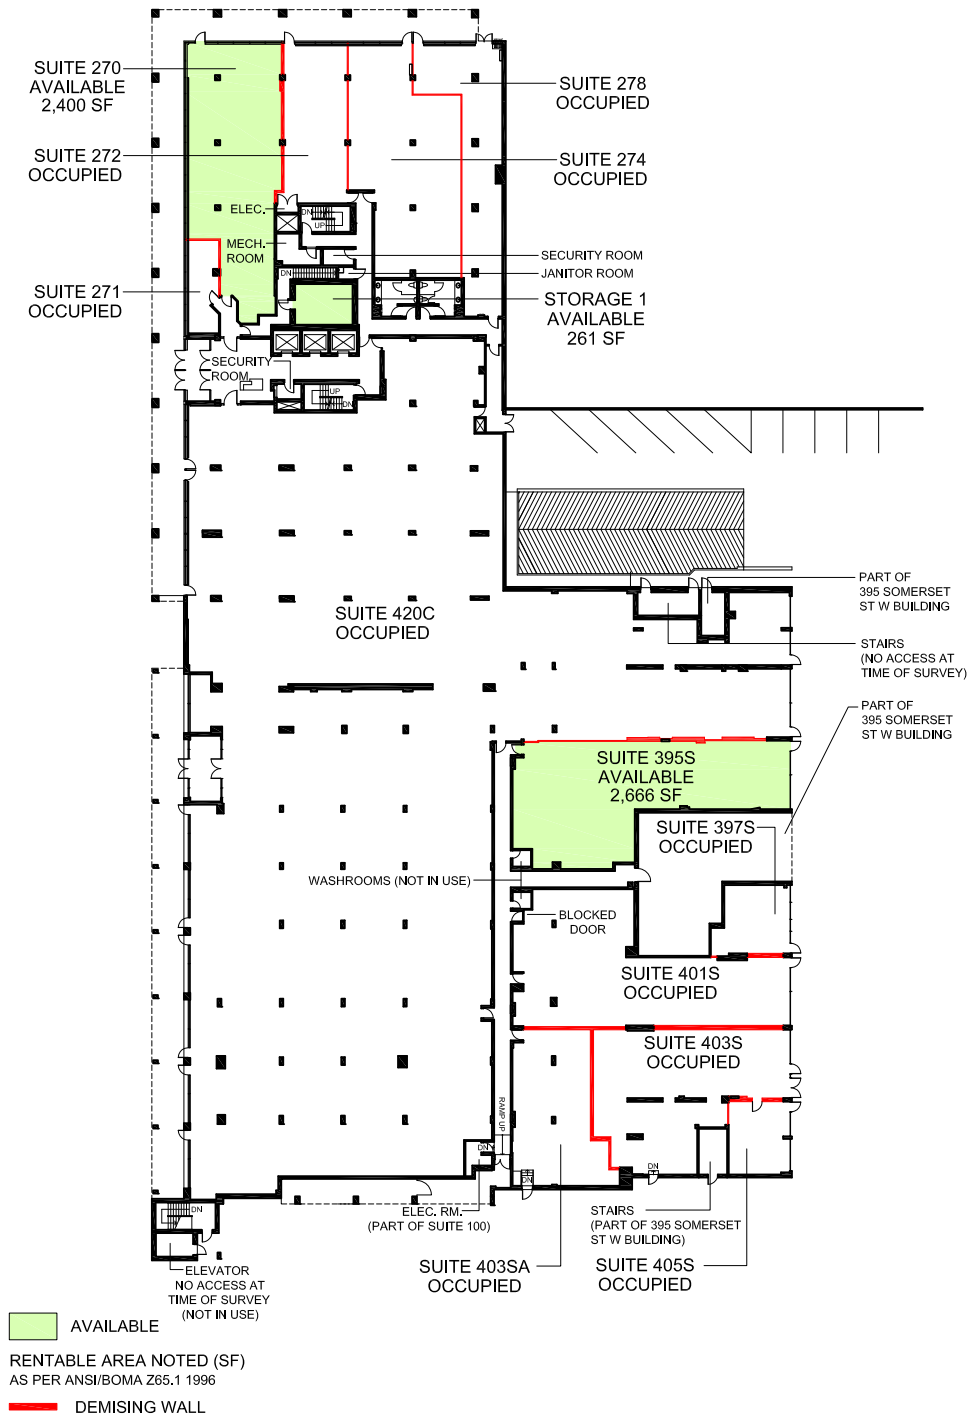 SUITE 270
AVAILABLE
2,400 SF
SUITE 278
OCCUPIED
SUITE 272
OCCUPIED
SUITE 274
OCCUPIED
ELEC.
DN
UP
MECH.
ROOM
SECURITY ROOM
DN
JANITOR ROOM
SUITE 271
OCCUPIED
STORAGE 1
AVAILABLE
261 SF
SECURITY
ROOM
UP
DN
PART OF
395 SOMERSET
ST W BUILDING
SUITE 420C
OCCUPIED
STAIRS
(NO ACCESS AT
TIME OF SURVEY)
PART OF
395 SOMERSET
ST W BUILDING
SUITE 395S
AVAILABLE
2,666 SF
SUITE 397S
OCCUPIED
WASHROOMS (NOT IN USE)
BLOCKED
DOOR
SUITE 401S
OCCUPIED
SUITE 403S
OCCUPIED
RAMP UP
DN
DN
DN
DN
ELEC. RM.
(PART OF SUITE 100)
STAIRS
(PART OF 395 SOMERSET
ST W BUILDING)
SUITE 403SA
OCCUPIED
SUITE 405S
OCCUPIED
ELEVATOR
NO ACCESS AT
TIME OF SURVEY
(NOT IN USE)
AVAILABLE
RENTABLE AREA NOTED (SF)
AS PER ANSI/BOMA Z65.1 1996
DEMISING WALL